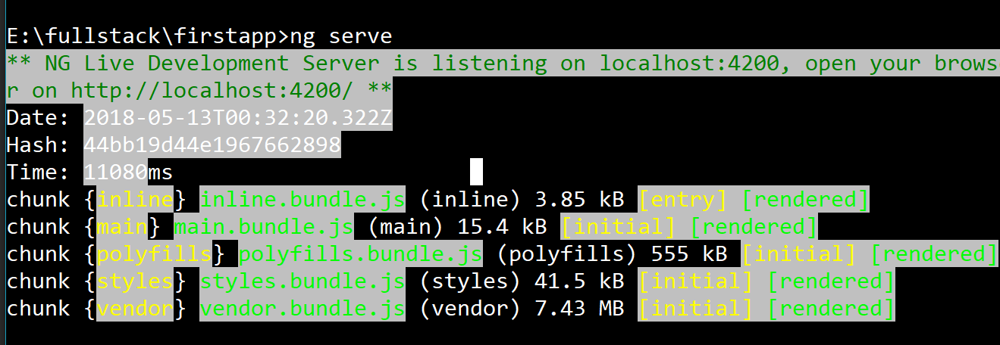 E:\fullstack\firstapp>ng serve
** NG Live Development Server is listening on localhost:4200, open your browse
r on http://localhost:4200/ **
Date: 2018-05-13T00:32:20.322Z
Hash: 44bb19d44e1967662898
Time: 11080ms
chunk {inline} inline.bundle.js (inline) 3.85 kB [entry] [rendered]
chunk {main} main.bundle.js (main) 15.4 kB [initial] [rendered]
chunk {polyfills} polyfills.bundle.js (polyfills) 555 kB [initial] [rendered]
chunk {styles} styles.bundle.js (styles) 41.5 kB [initial] [rendered]
chunk {vendor} vendor.bundle.js (vendor) 7.43 MB [initial] [rendered]